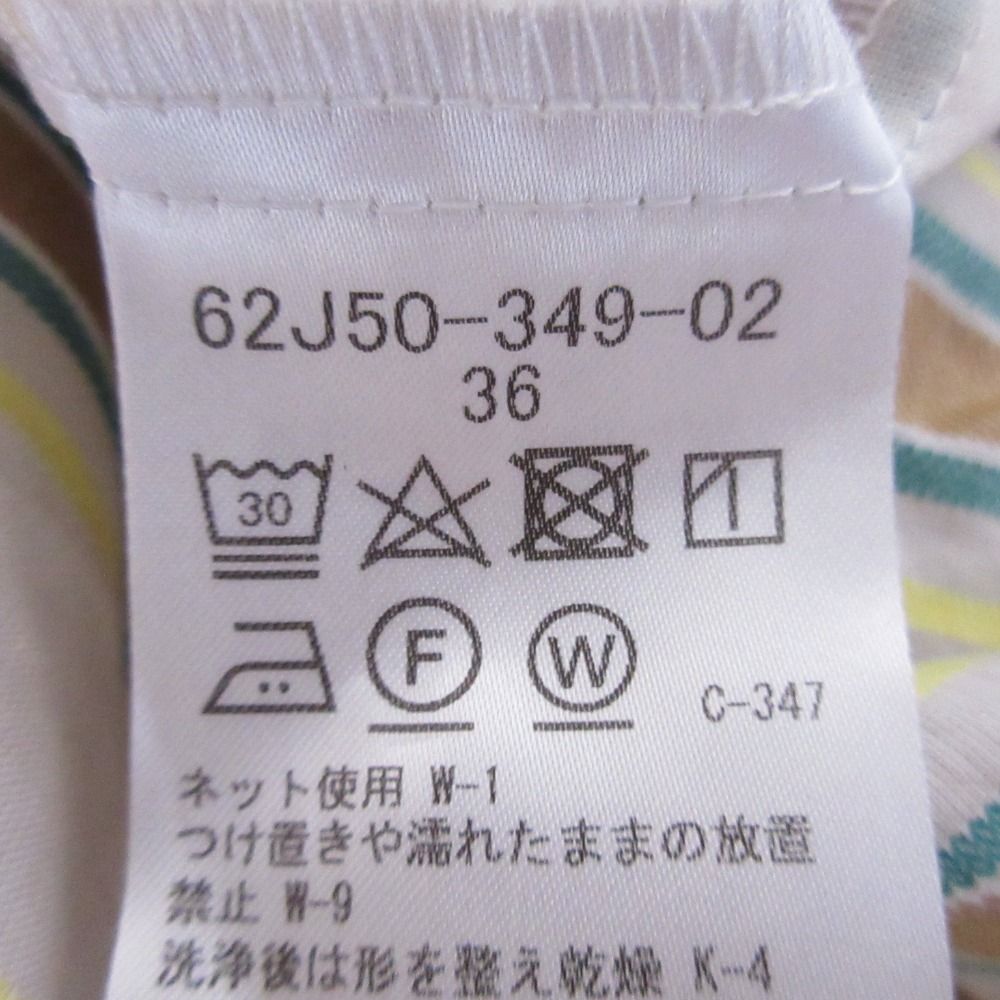 62J50-349-02
36
30
F W C-347
ネット使用 W-1
つけ置きや濡れたままの放置
禁止 W-9
洗浄後は形を整え乾燥 K-4